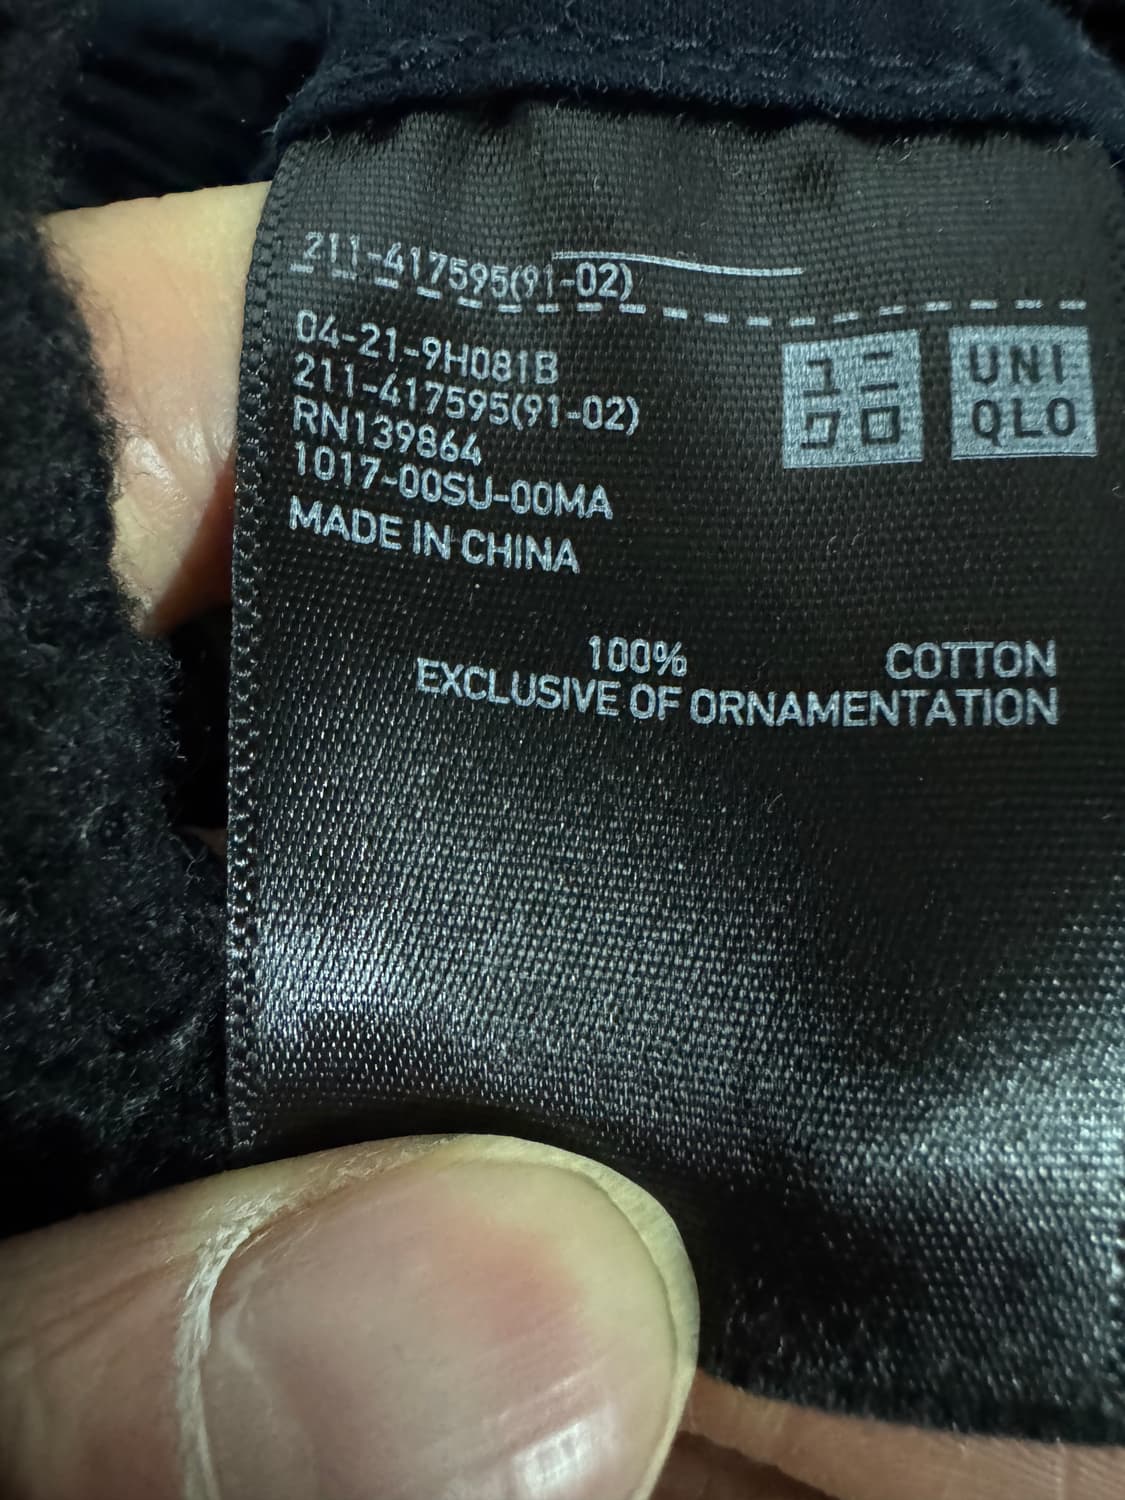 211-417595(91-02)
04-21-9H081B
211-417595(91-02)
RN139864
1017-00SU-00MA
MADE IN CHINA
ユニ
クロ
UNI
QLO
100% COTTON
EXCLUSIVE OF ORNAMENTATION